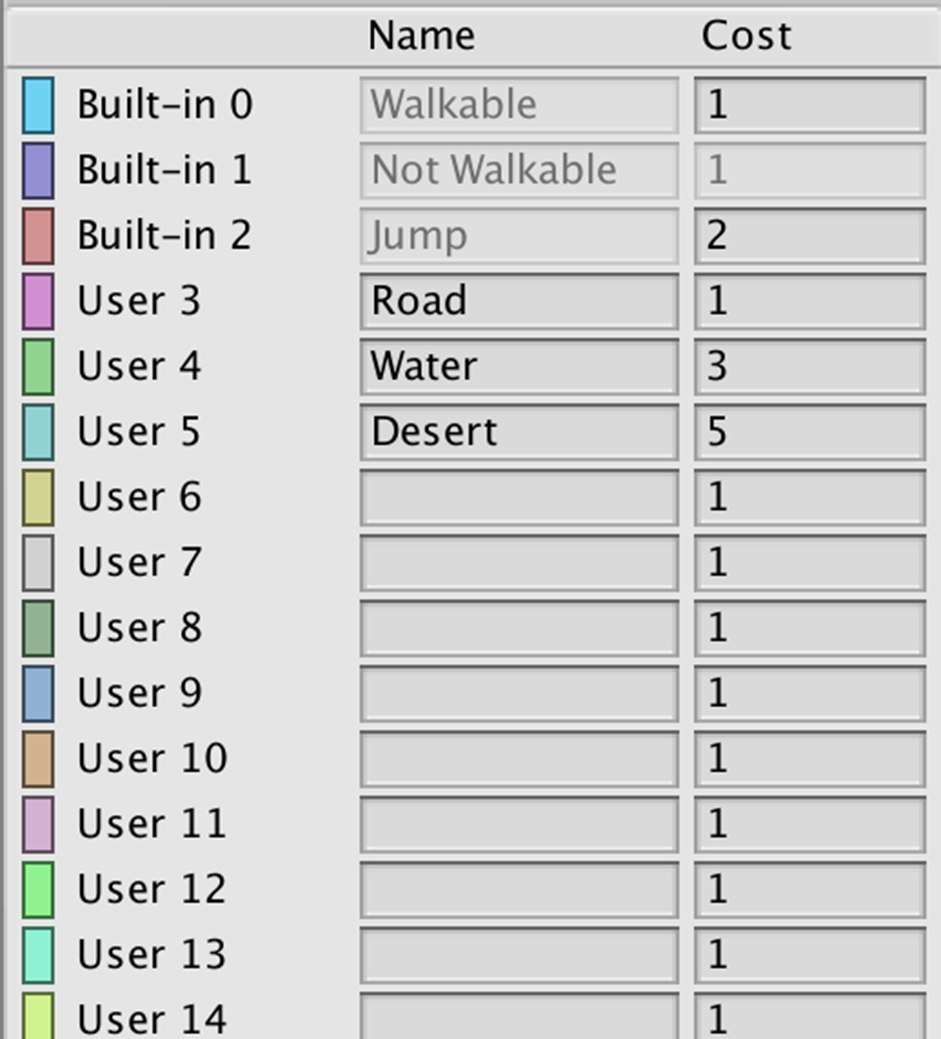 Name Cost
Built-in 0 Walkable 1
Built-in 1 Not Walkable 1
Built-in 2 Jump 2
User 3 Road 1
User 4 Water 3
User 5 Desert 5
User 6 1
User 7 1
User 8 1
User 9 1
User 10 1
User 11 1
User 12 1
User 13 1
User 14 1